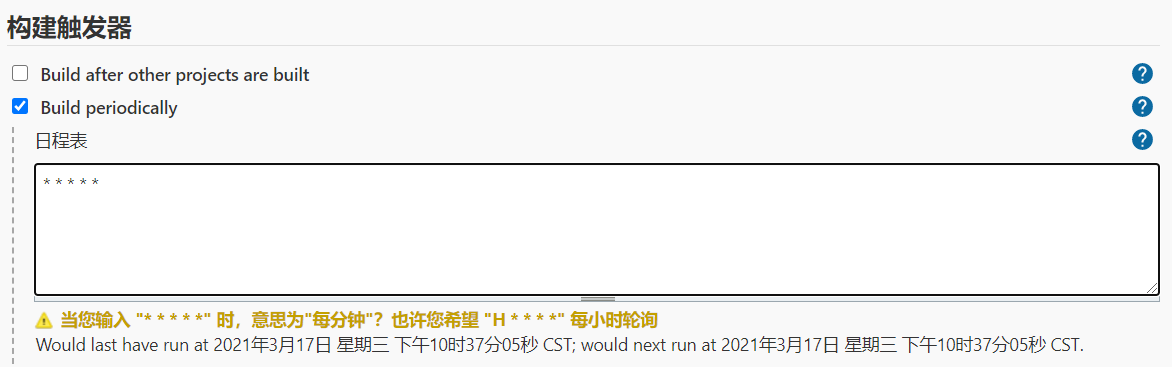 构建触发器
Build after other projects are built
?
Build periodically
?
日程表
?
* * * * *
当您输入 "* * * * *" 时，意思为"每分钟"？也许您希望 "H * * * *" 每小时轮询
Would last have run at 2021年3月17日 星期三 下午10时37分05秒 CST; would next run at 2021年3月17日 星期三 下午10时37分05秒 CST.